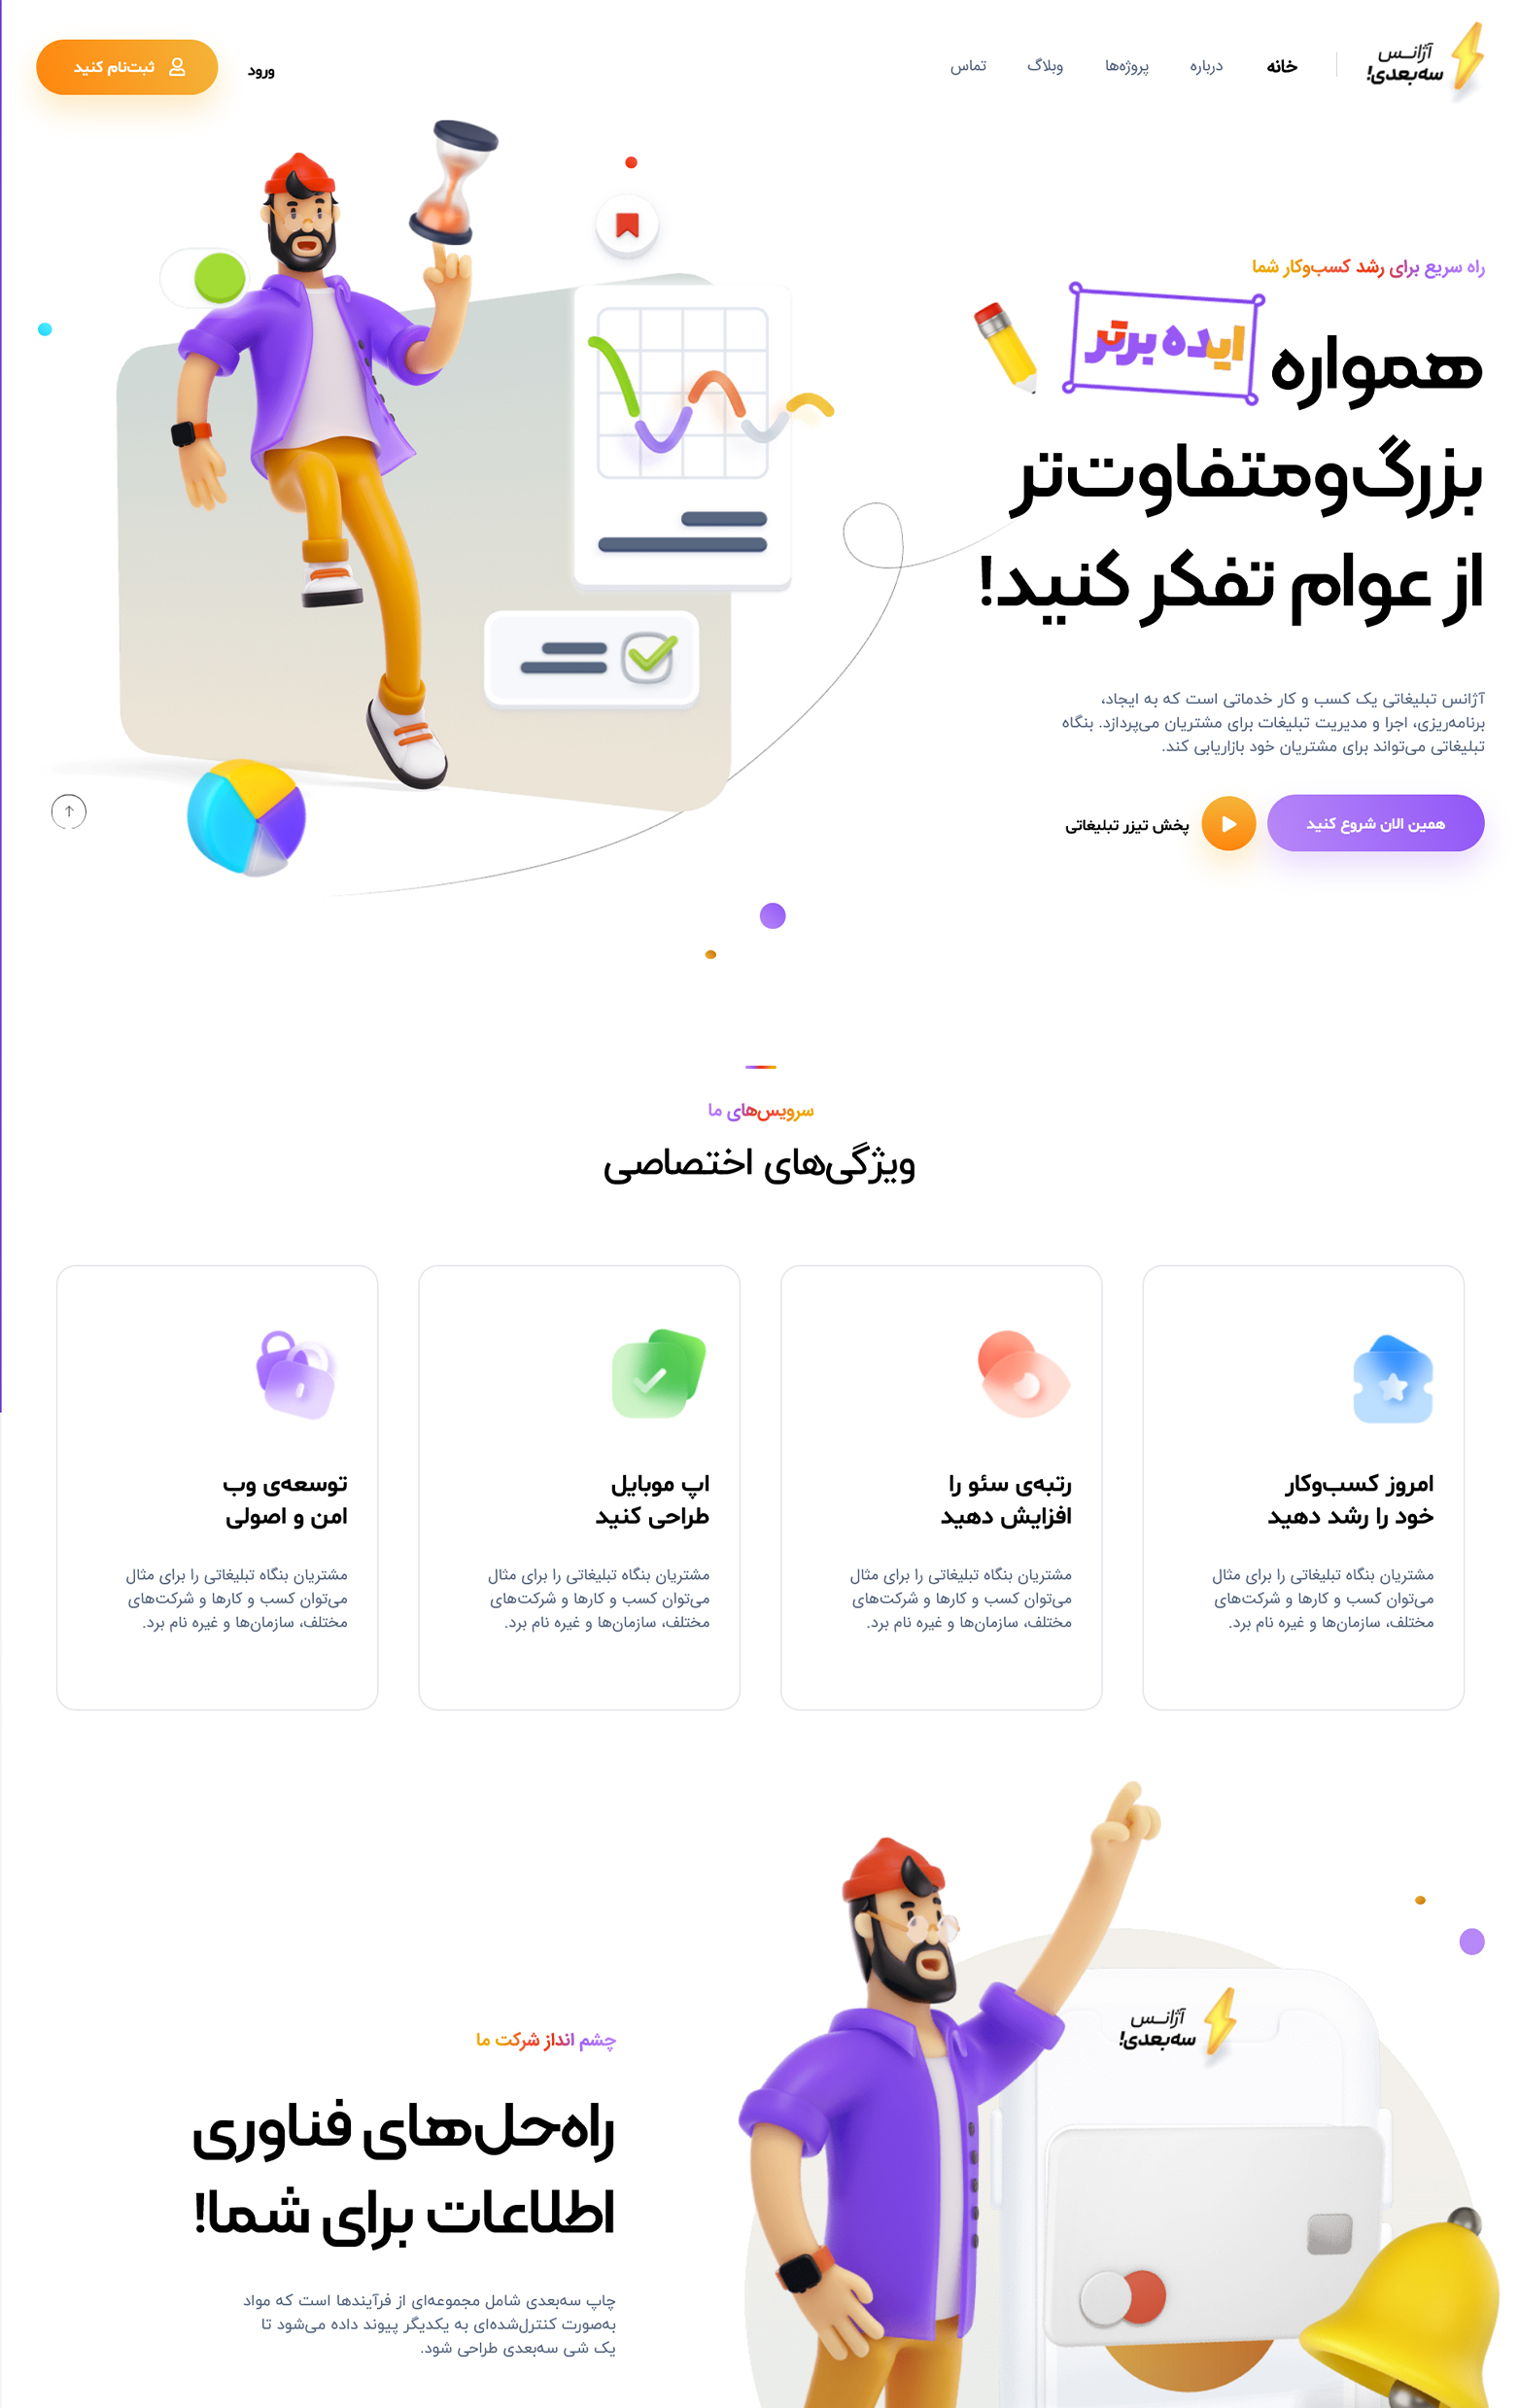 آژانس
سه‌بعدی!
خانه
درباره
پروژه‌ها
وبلاگ
تماس
ورود
ثبت‌نام کنید
راه سریع برای رشد کسب‌وکار شما
همواره ایده برتر
بزرگ‌ومتفاوت‌تر
از عوام تفکر کنید!
آژانس تبلیغاتی یک کسب و کار خدماتی است که به ایجاد،
برنامه‌ریزی، اجرا و مدیریت تبلیغات برای مشتریان می‌پردازد. بنگاه
تبلیغاتی می‌تواند برای مشتریان خود بازاریابی کند.
همین الان شروع کنید
پخش تیزر تبلیغاتی
سرویس‌های ما
ویژگی‌های اختصاصی
امروز کسب‌وکار
خود را رشد دهید
مشتریان بنگاه تبلیغاتی را برای مثال
می‌توان کسب و کارها و شرکت‌های
مختلف، سازمان‌ها و غیره نام برد.
رتبه‌ی سئو را
افزایش دهید
مشتریان بنگاه تبلیغاتی را برای مثال
می‌توان کسب و کارها و شرکت‌های
مختلف، سازمان‌ها و غیره نام برد.
اپ موبایل
طراحی کنید
مشتریان بنگاه تبلیغاتی را برای مثال
می‌توان کسب و کارها و شرکت‌های
مختلف، سازمان‌ها و غیره نام برد.
توسعه‌ی وب
امن و اصولی
مشتریان بنگاه تبلیغاتی را برای مثال
می‌توان کسب و کارها و شرکت‌های
مختلف، سازمان‌ها و غیره نام برد.
آژانس
سه‌بعدی!
چشم انداز شرکت ما
راه‌حل‌های فناوری
اطلاعات برای شما!
چاپ سه‌بعدی شامل مجموعه‌ای از فرآیندها است که مواد
به‌صورت کنترل‌شده‌ای به یکدیگر پیوند داده می‌شود تا
یک شی سه‌بعدی طراحی شود.